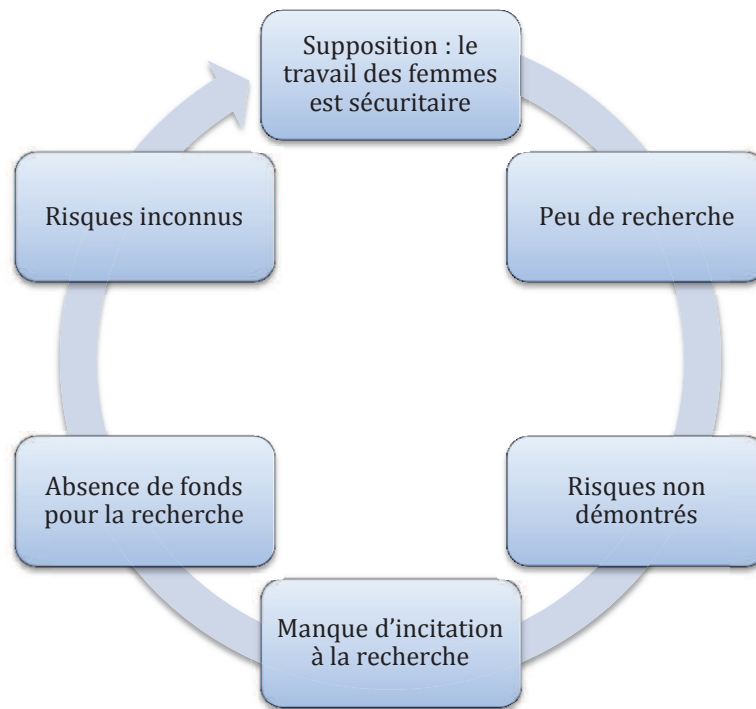 Supposition : le
travail des femmes
est sécuritaire
Peu de recherche
Risques non
démontrés
Manque d’incitation
à la recherche
Absence de fonds
pour la recherche
Risques inconnus